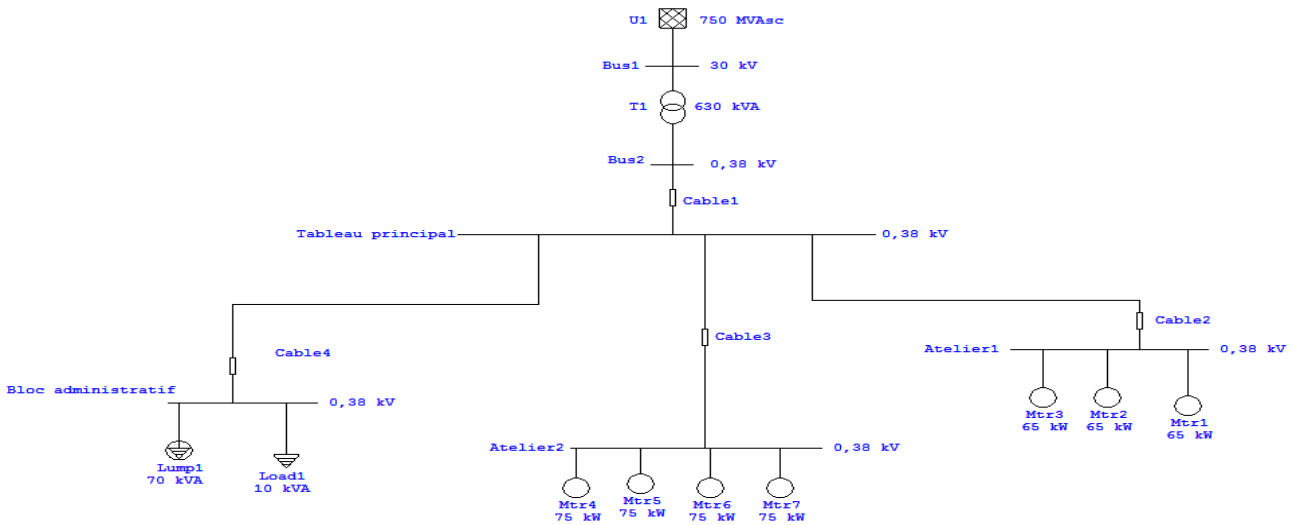 U1 750 MVAsc
Bus1 30 kV
T1 630 kVA
Bus2 0,38 kV
Cable1
Tableau principal 0,38 kV
Cable4
Cable3
Cable2
Atelier1 0,38 kV
Bloc administratif 0,38 kV
Mtr3 Mtr2 Mtr1
65 kW 65 kW 65 kW
Atelier2 0,38 kV
Lump1 Load1
70 kVA 10 kVA
Mtr4 Mtr5 Mtr6 Mtr7
75 kW 75 kW 75 kW 75 kW